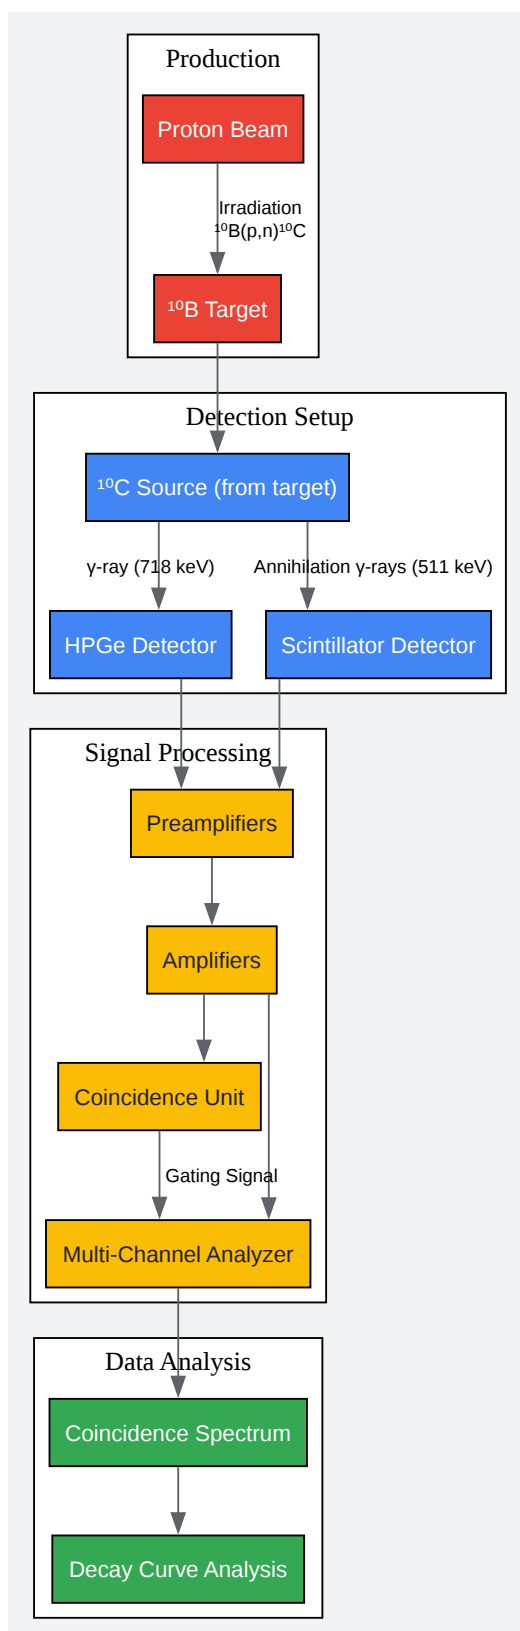 Production
Proton Beam
Irradiation
¹⁰B(p,n)¹⁰C
¹⁰B Target
Detection Setup
¹⁰C Source (from target)
γ-ray (718 keV)
Annihilation γ-rays (511 keV)
HPGe Detector
Scintillator Detector
Signal Processing
Preamplifiers
Amplifiers
Coincidence Unit
Gating Signal
Multi-Channel Analyzer
Data Analysis
Coincidence Spectrum
Decay Curve Analysis